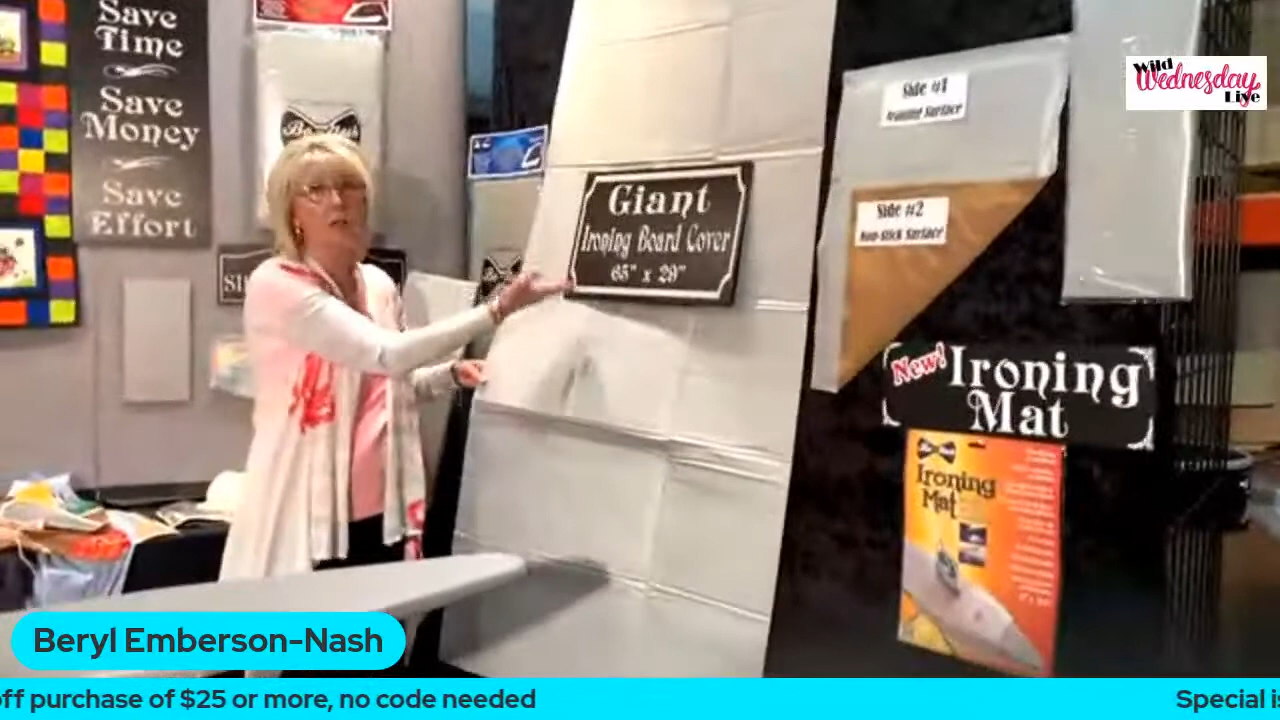 Save
Time
Save
Money
Save
Effort
Giant
Ironing Board Cover
65" x 29"
Side #1
Side #2
Non-Stick Surface
Wild
Wednesday
Live
New!
Ironing
Mat
Ironing
Mat
Beryl Emberson-Nash
off purchase of $25 or more, no code needed
Special is